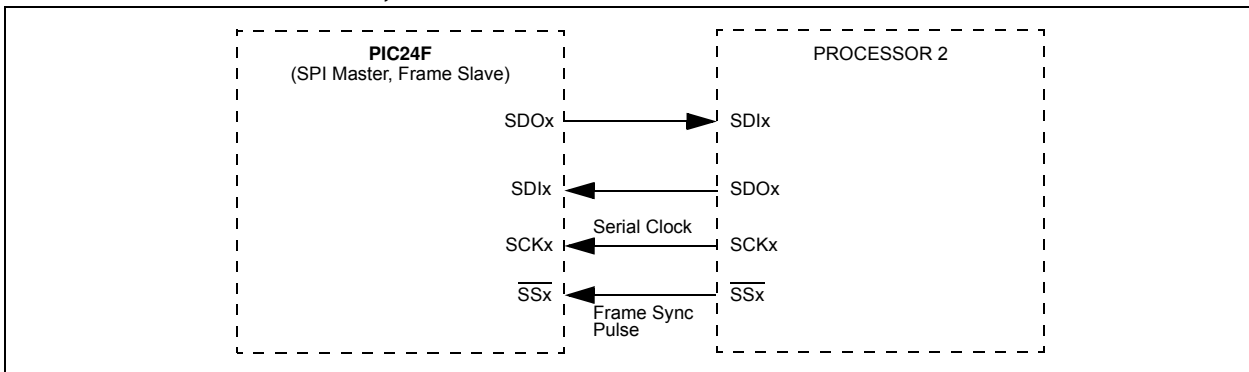 PIC24F
(SPI Master, Frame Slave)
PROCESSOR 2
SDOx
SDIx
SDIx
SDOx
Serial Clock
SCKx
SCKx
SSx
SSx
Frame Sync
Pulse